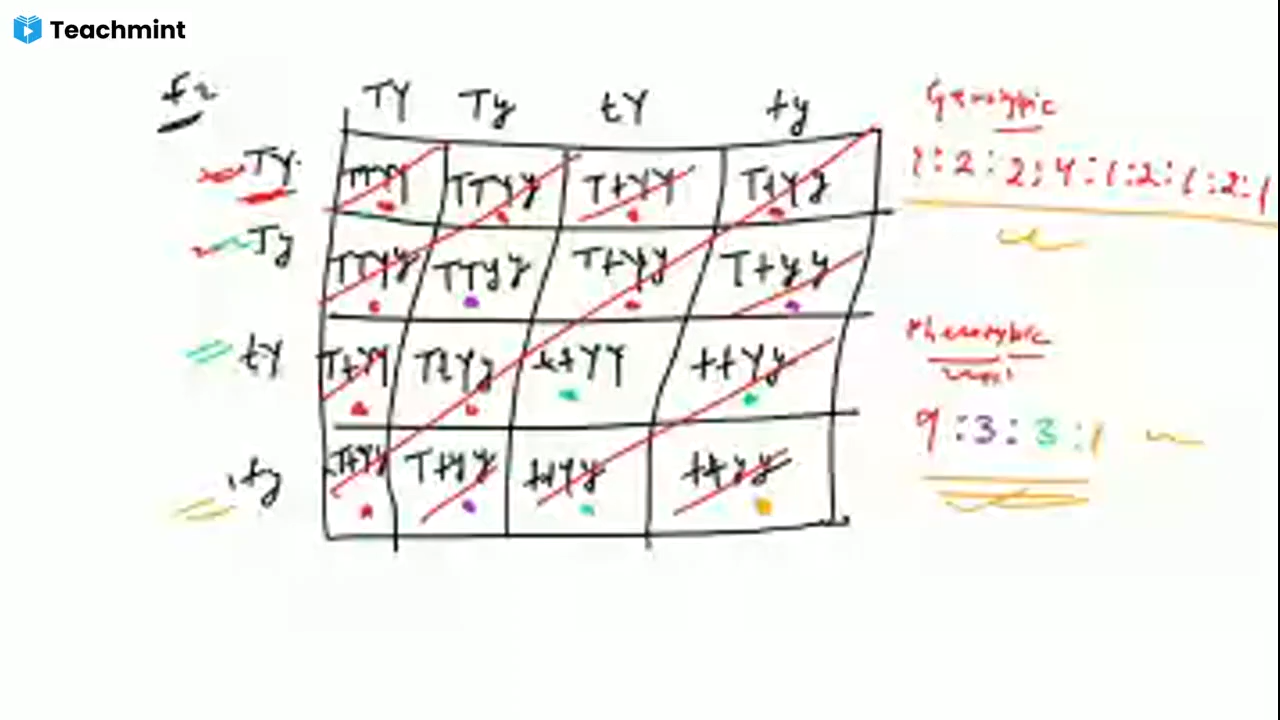 Teachmint
F2
TY Ty tY ty
TY. TTYY TTYy TtYY TtYy
Ty TTYy TTyy TtYy Ttyy
tY TtYY TtYy ttYY ttYy
ty TtYy Ttyy ttYy ttyy
Genotypic
1:2:2:4:1:2:1:2:1
Phenotypic
9:3:3:1